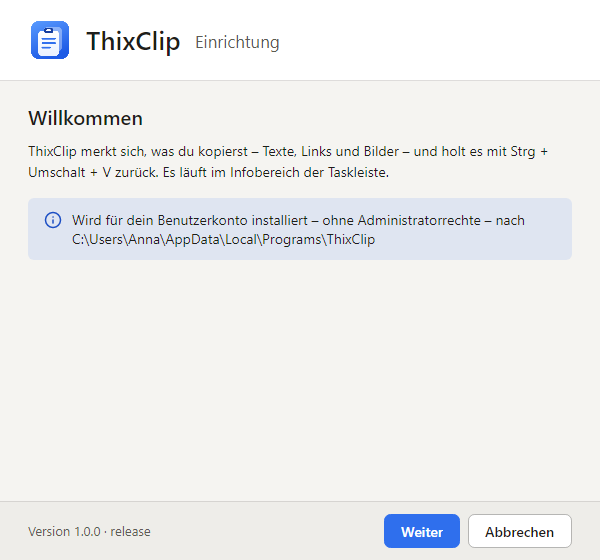 ThixClip Einrichtung
Willkommen
ThixClip merkt sich, was du kopierst – Texte, Links und Bilder – und holt es mit Strg +
Umschalt + V zurück. Es läuft im Infobereich der Taskleiste.
Wird für dein Benutzerkonto installiert – ohne Administratorrechte – nach
C:\Users\Anna\AppData\Local\Programs\ThixClip
Version 1.0.0 · release
Weiter
Abbrechen